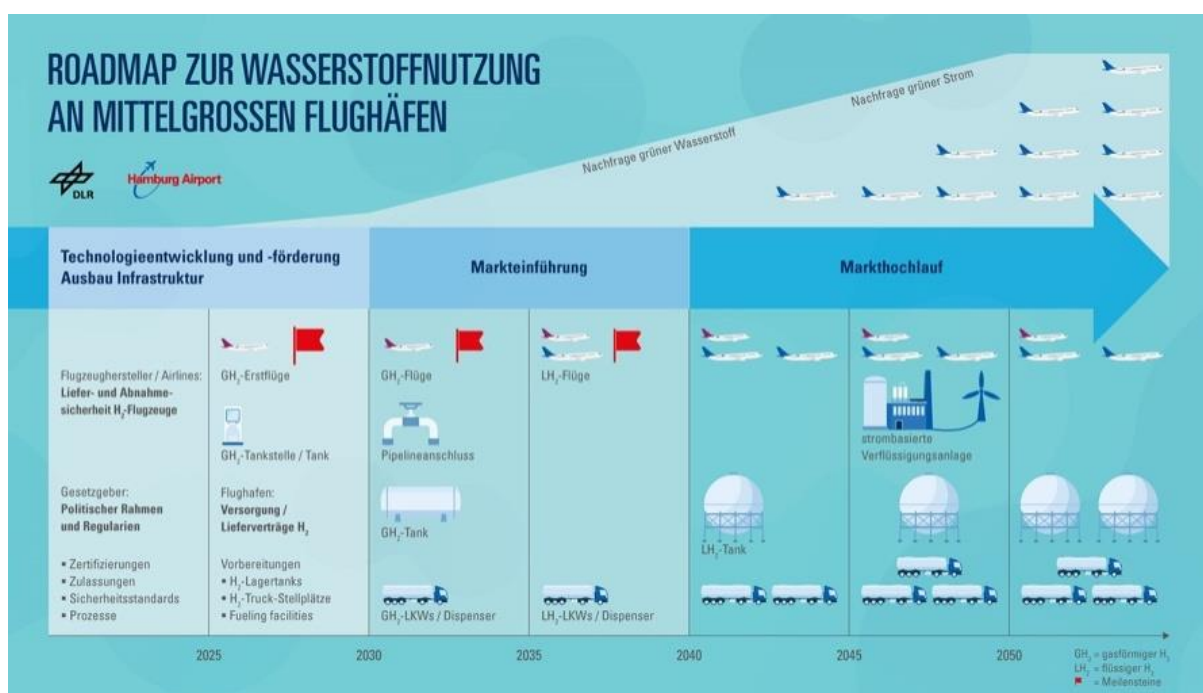 ROADMAP ZUR WASSERSTOFFNUTZUNG
AN MITTELGROSSEN FLUGHÄFEN
DLR
Hamburg Airport
Nachfrage grüner Wasserstoff
Nachfrage grüner Strom
Technologieentwicklung und -förderung
Ausbau Infrastruktur
Markteinführung
Markthochlauf
Flugzeughersteller / Airlines:
Liefer- und Abnahme-
sicherheit H₂-Flugzeuge
GH₂-Erstflüge
GH₂-Flüge
LH₂-Flüge
GH₂-Tankstelle / Tank
Pipelineanschluss
strombasierte
Verflüssigungsanlage
Gesetzgeber:
Politischer Rahmen
und Regularien
Flughafen:
Versorgung /
Lieferverträge H₂
GH₂-Tank
LH₂-Tank
▪ Zertifizierungen
▪ Zulassungen
▪ Sicherheitsstandards
▪ Prozesse
Vorbereitungen
▪ H₂-Lagertanks
▪ H₂-Truck-Stellplätze
▪ Fueling facilities
GH₂-LKWs / Dispenser
LH₂-LKWs / Dispenser
2025
2030
2035
2040
2045
2050
GH₂ = gasförmiger H₂
LH₂ = flüssiger H₂
= Meilensteine